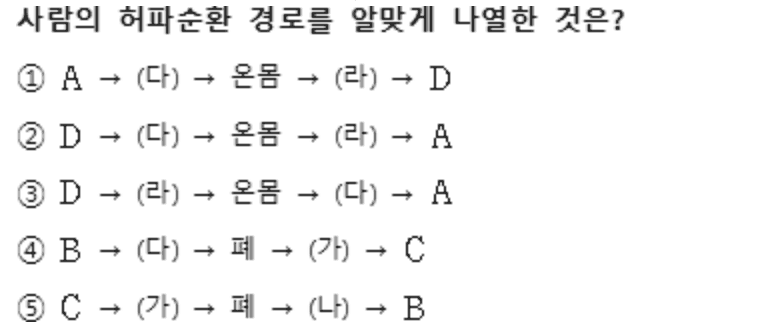 사람의 허파순환 경로를 알맞게 나열한 것은?
① A → (다) → 온몸 → (라) → D
② D → (다) → 온몸 → (라) → A
③ D → (라) → 온몸 → (다) → A
④ B → (다) → 폐 → (가) → C
⑤ C → (가) → 폐 → (나) → B